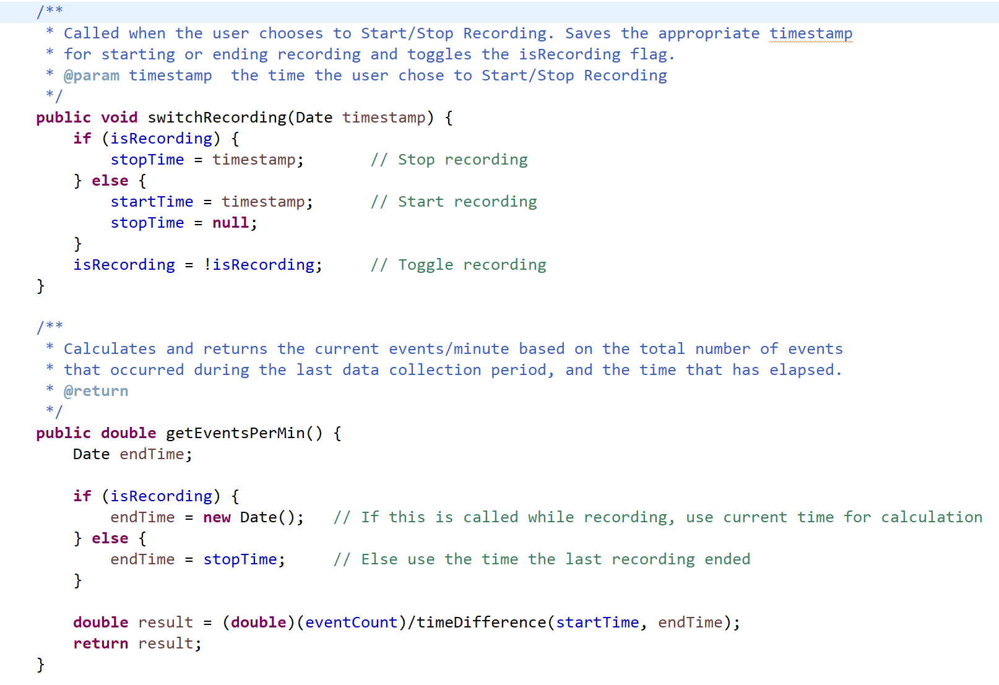 /**
 * Called when the user chooses to Start/Stop Recording. Saves the appropriate timestamp
 * for starting or ending recording and toggles the isRecording flag.
 * @param timestamp  the time the user chose to Start/Stop Recording
 */
public void switchRecording(Date timestamp) {
    if (isRecording) {
        stopTime = timestamp;       // Stop recording
    } else {
        startTime = timestamp;      // Start recording
        stopTime = null;
    }
    isRecording = !isRecording;     // Toggle recording
}

/**
 * Calculates and returns the current events/minute based on the total number of events
 * that occurred during the last data collection period, and the time that has elapsed.
 * @return
 */
public double getEventsPerMin() {
    Date endTime;

    if (isRecording) {
        endTime = new Date();   // If this is called while recording, use current time for calculation
    } else {
        endTime = stopTime;     // Else use the time the last recording ended
    }

    double result = (double)(eventCount)/timeDifference(startTime, endTime);
    return result;
}